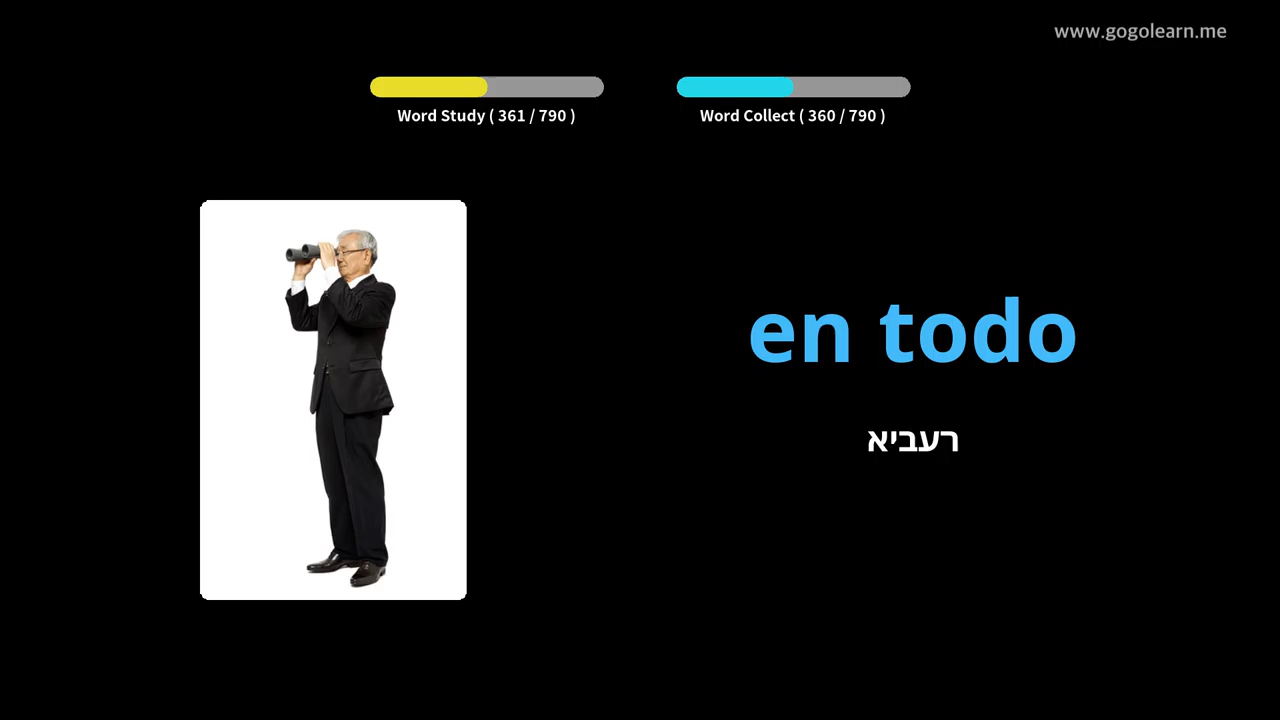 www.gogolearn.me
Word Study ( 361 / 790 )
Word Collect ( 360 / 790 )
en todo
רעביא